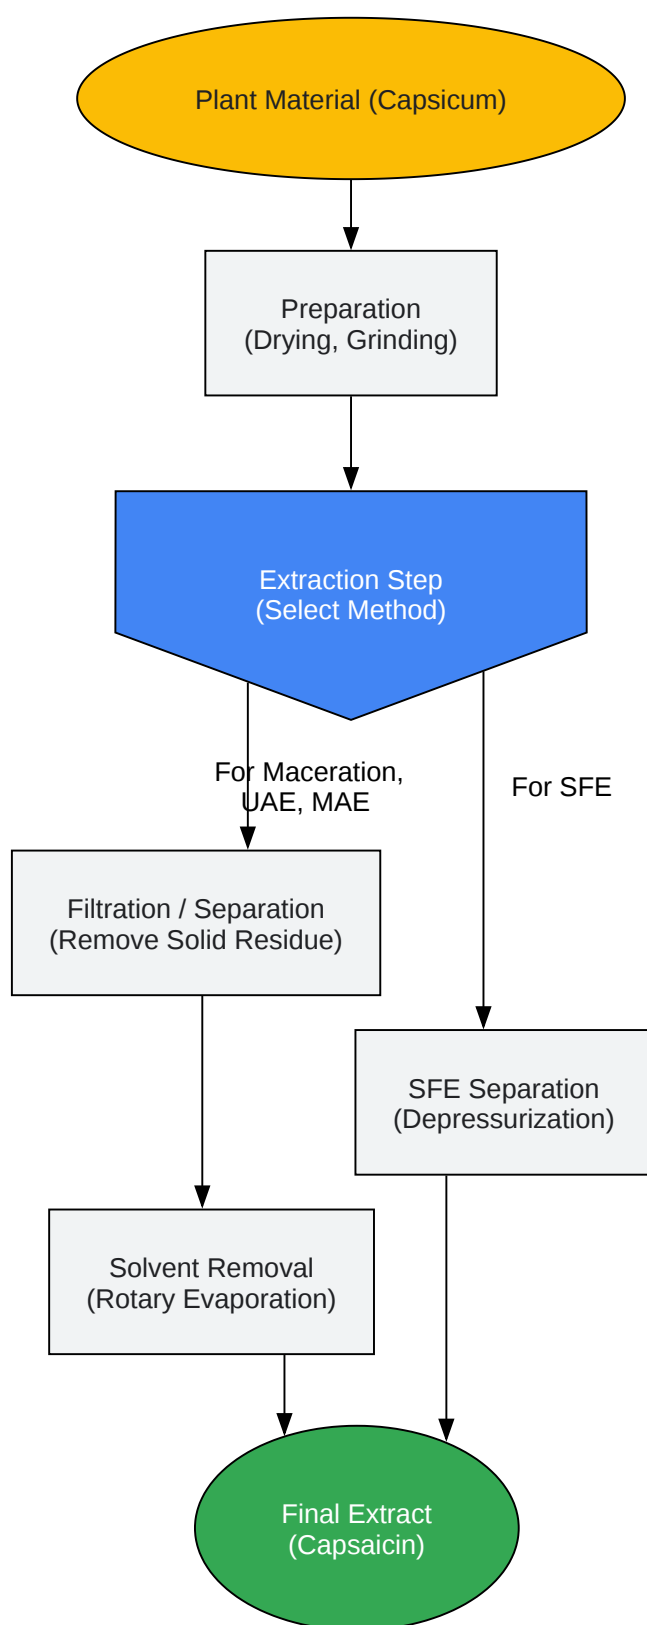 Plant Material (Capsicum)
Preparation
(Drying, Grinding)
Extraction Step
(Select Method)
For Maceration,
UAE, MAE
For SFE
Filtration / Separation
(Remove Solid Residue)
SFE Separation
(Depressurization)
Solvent Removal
(Rotary Evaporation)
Final Extract
(Capsaicin)